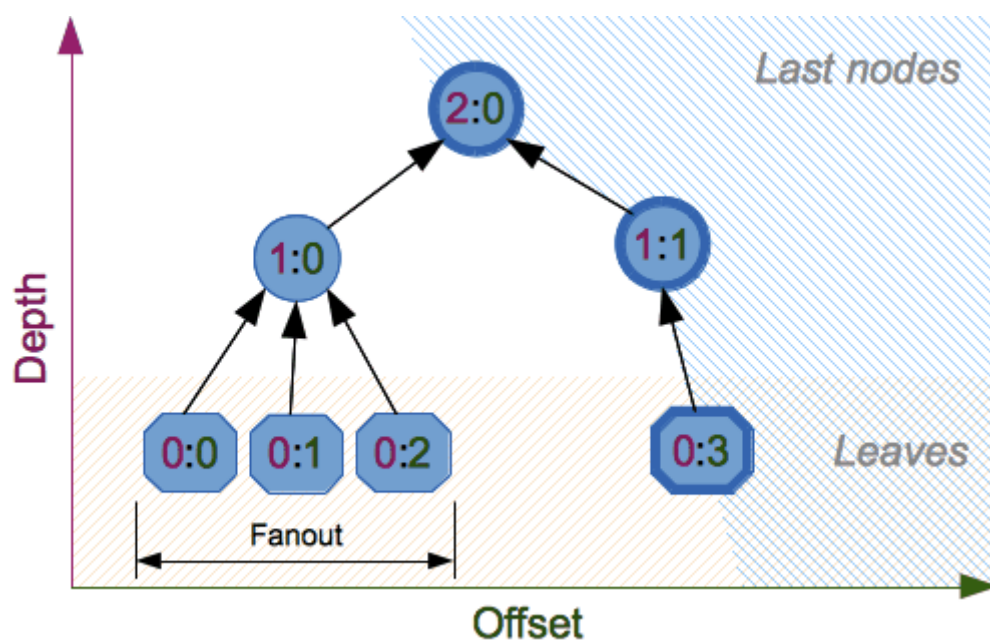 Last nodes
2:0
1:0
1:1
Depth
0:0
0:1
0:2
0:3
Leaves
Fanout
Offset